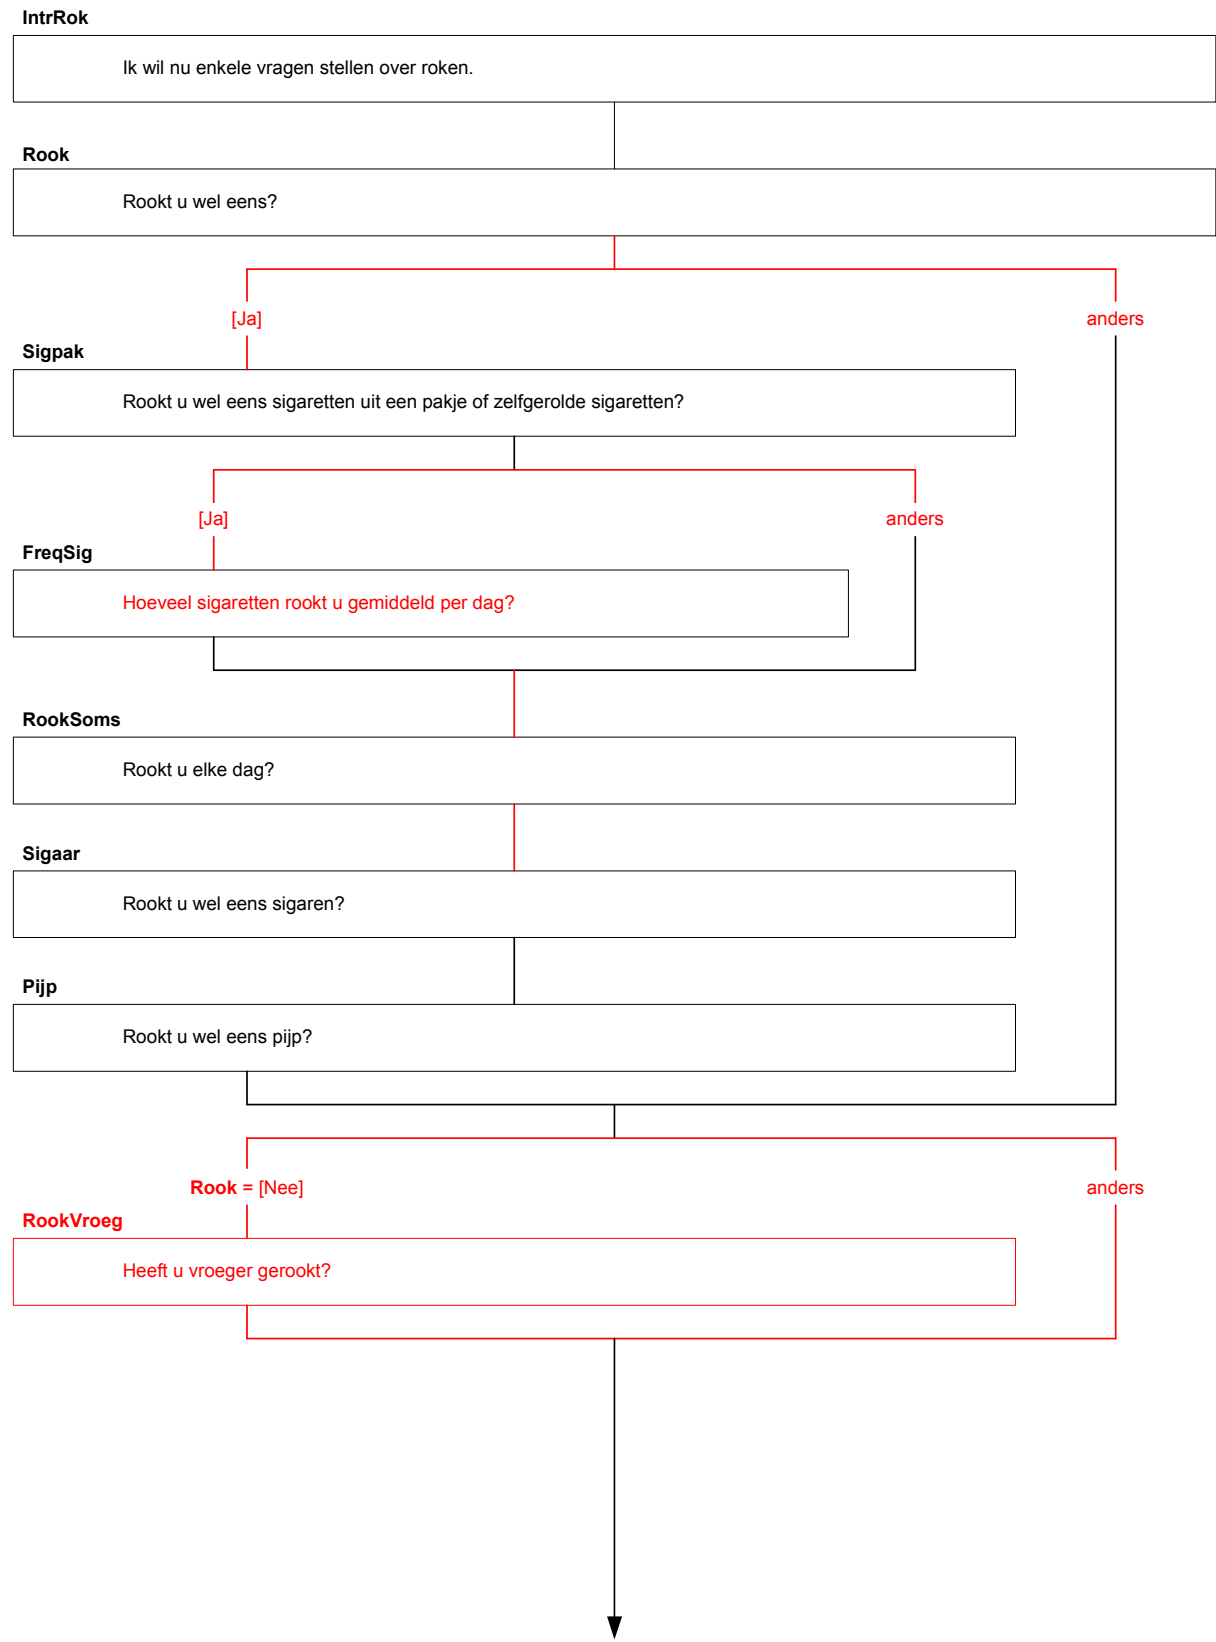 IntrRok
Ik wil nu enkele vragen stellen over roken.
Rook
Rookt u wel eens?
[Ja]
anders
Sigpak
Rookt u wel eens sigaretten uit een pakje of zelfgerolde sigaretten?
[Ja]
anders
FreqSig
Hoeveel sigaretten rookt u gemiddeld per dag?
RookSoms
Rookt u elke dag?
Sigaar
Rookt u wel eens sigaren?
Pijp
Rookt u wel eens pijp?
Rook = [Nee]
anders
RookVroeg
Heeft u vroeger gerookt?